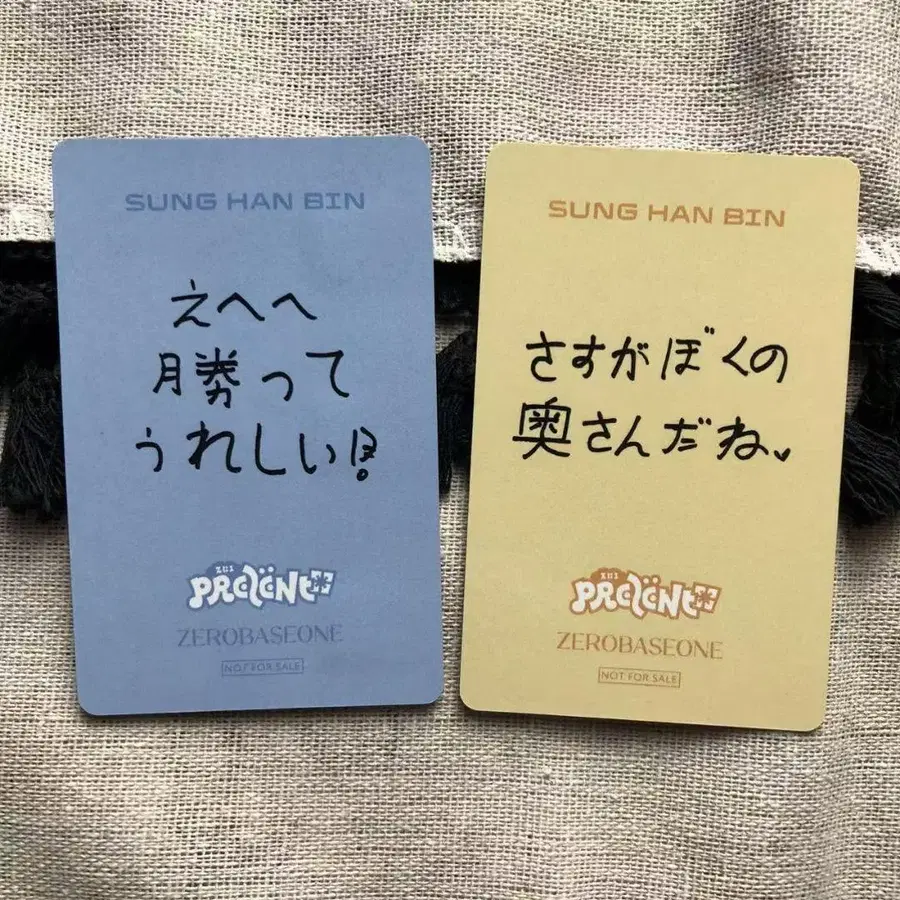 SUNG HAN BIN
えへへ
勝って
うれしい!
ZB1
PRESENT
ZEROBASEONE
NOT FOR SALE
SUNG HAN BIN
さすがぼくの
奥さんだね♥
ZB1
PRESENT
ZEROBASEONE
NOT FOR SALE